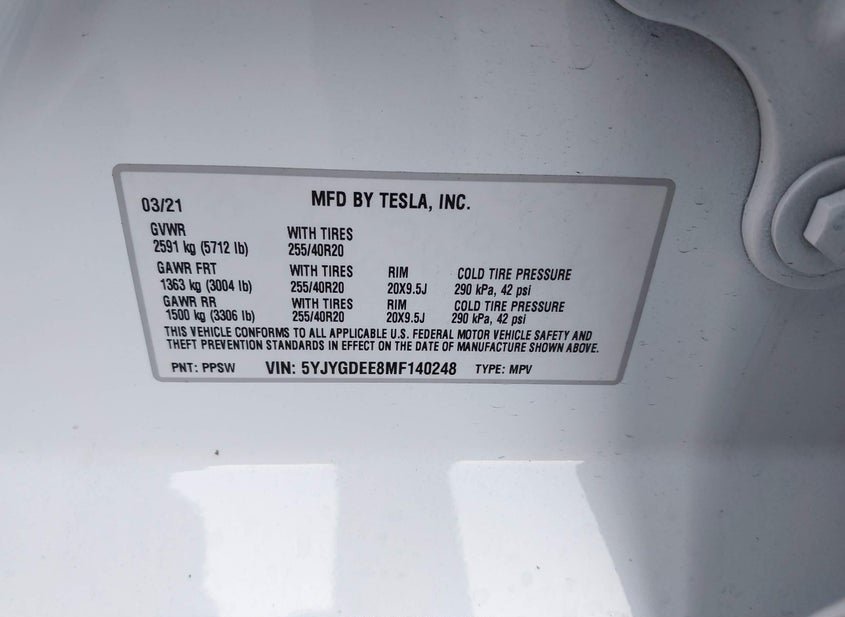 03/21 MFD BY TESLA, INC.
GVWR WITH TIRES
2591 kg (5712 lb) 255/40R20
GAWR FRT WITH TIRES RIM COLD TIRE PRESSURE
1363 kg (3004 lb) 255/40R20 20X9.5J 290 kPa, 42 psi
GAWR RR WITH TIRES RIM COLD TIRE PRESSURE
1500 kg (3306 lb) 255/40R20 20X9.5J 290 kPa, 42 psi
THIS VEHICLE CONFORMS TO ALL APPLICABLE U.S. FEDERAL MOTOR VEHICLE SAFETY AND
THEFT PREVENTION STANDARDS IN EFFECT ON THE DATE OF MANUFACTURE SHOWN ABOVE.
PNT: PPSW VIN: 5YJYGDEE8MF140248 TYPE: MPV